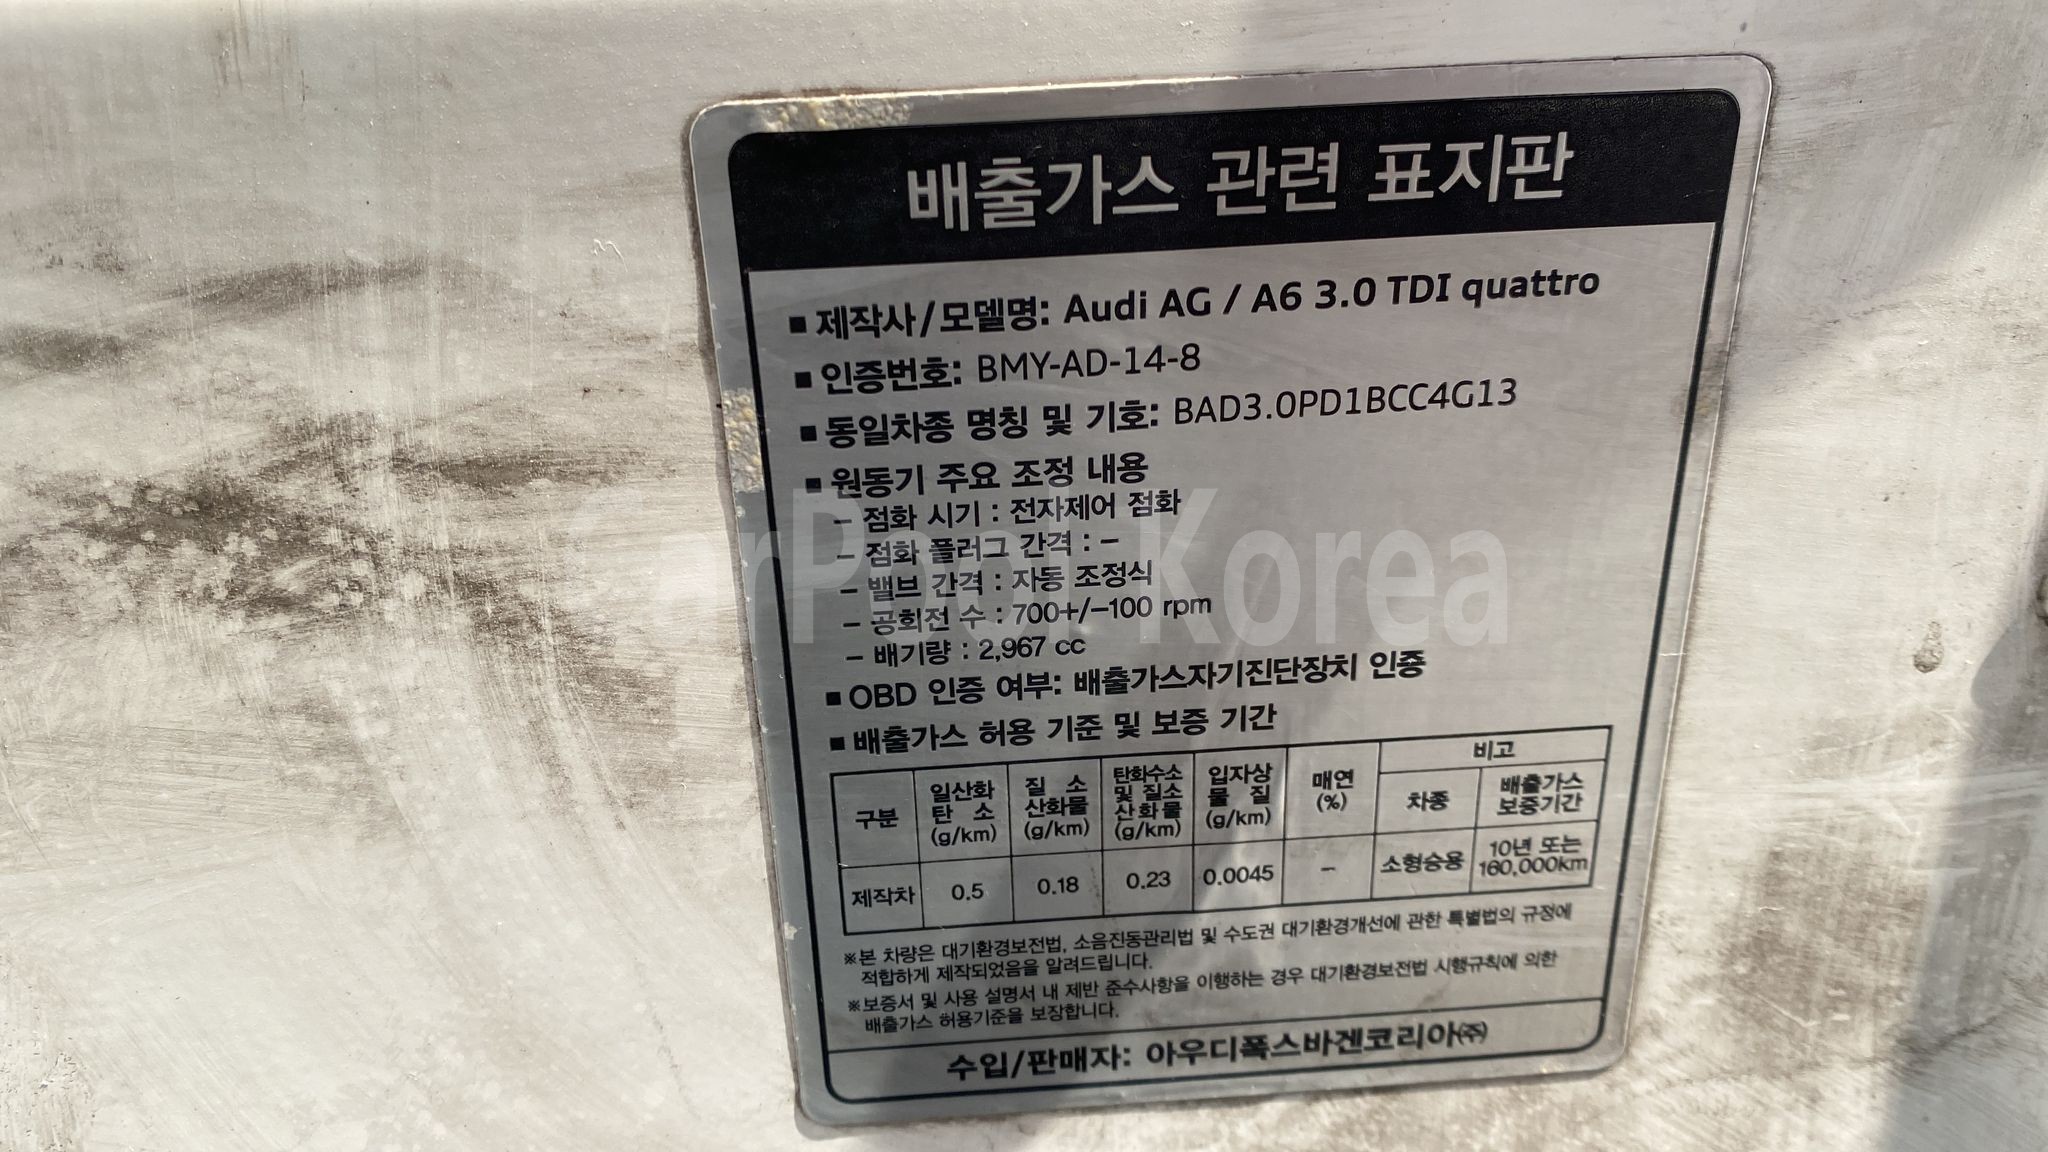 배출가스 관련 표지판
▪ 제작사/모델명: Audi AG / A6 3.0 TDI quattro
▪ 인증번호: BMY-AD-14-8
▪ 동일차종 명칭 및 기호: BAD3.0PD1BCC4G13
▪ 원동기 주요 조정 내용
– 점화 시기 : 전자제어 점화
– 점화 플러그 간격 : –
– 밸브 간격 : 자동 조정식
– 공회전 수 : 700+/–100 rpm
– 배기량 : 2,967 cc
▪ OBD 인증 여부: 배출가스자기진단장치 인증
▪ 배출가스 허용 기준 및 보증 기간
구분 일산화탄소 (g/km) 질소산화물 (g/km) 탄화수소 및 질소산화물 (g/km) 입자상물질 (g/km) 매연 (%) 비고
차종 배출가스 보증기간
제작차 0.5 0.18 0.23 0.0045 – 소형승용 10년 또는 160,000km
※본 차량은 대기환경보전법, 소음진동관리법 및 수도권 대기환경개선에 관한 특별법의 규정에
적합하게 제작되었음을 알려드립니다.
※보증서 및 사용 설명서 내 제반 준수사항을 이행하는 경우 대기환경보전법 시행규칙에 의한
배출가스 허용기준을 보장합니다.
수입/판매자: 아우디폭스바겐코리아㈜
CarPool Korea